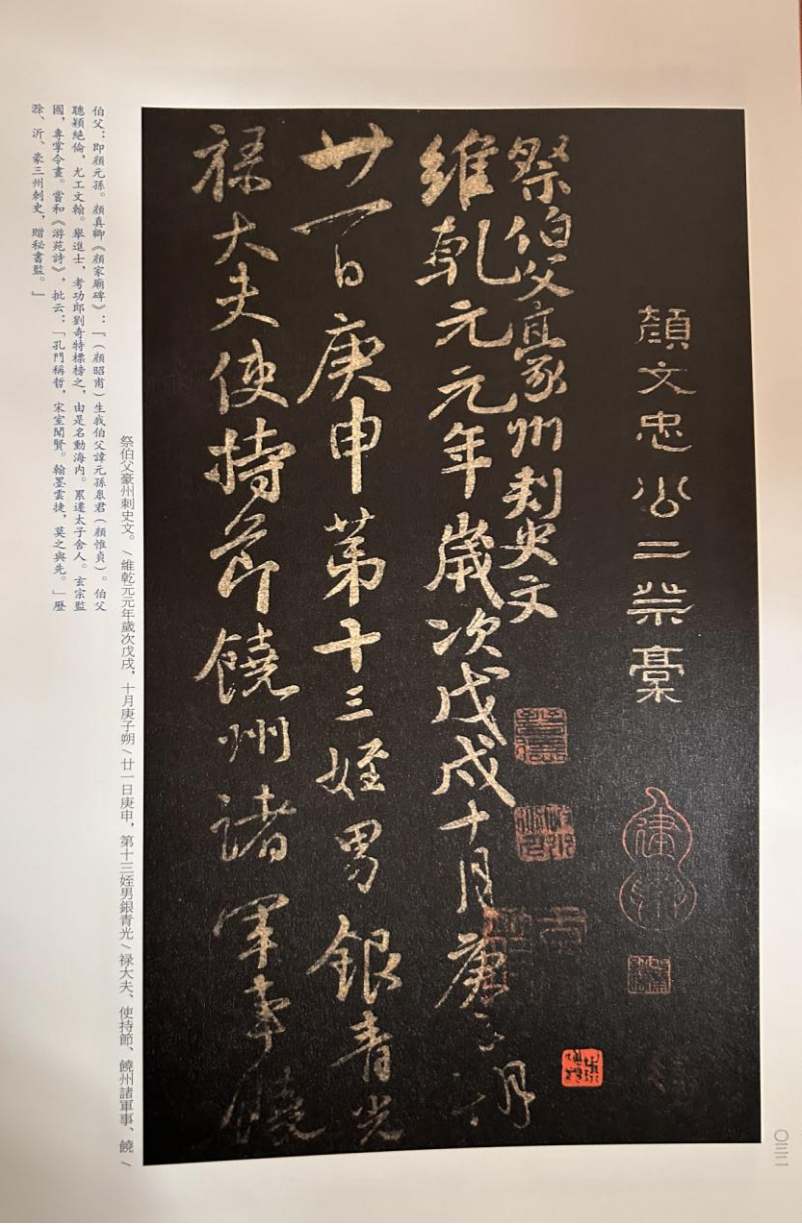 顏文忠公二祭稾
祭伯父豪州刺史文
維乾元元年歲次戊戌十月庚子朔
廿一日庚申第十三姪男銀青光
祿大夫使持節饒州諸軍事饒
祭伯父豪州刺史文。/維乾元元年歲次戊戌，十月庚子朔/廿一日庚申，第十三姪男銀青光/祿大夫、使持節、饒州諸軍事、饒/
伯父：即顏元孫。顏真卿《顏家廟碑》：「（顏昭甫）生我伯父諱元孫泉君（顏惟貞）。伯父
聰穎絕倫，尤工文翰。舉進士，考功郎劉奇特標榜之，由是名動海內。累遷太子舍人。玄宗監
國，專掌令畫。嘗和《游苑詩》，批云：「孔門稱哲，宋室聞賢。翰墨雲捷，莫之與先。」歷
滁、沂、豪三州刺史，贈秘書監。」